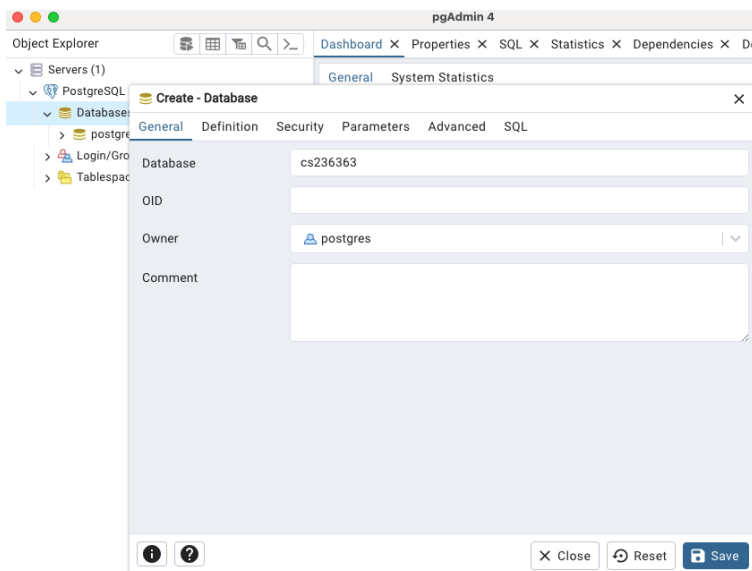 pgAdmin 4
Object Explorer
Dashboard Properties SQL Statistics Dependencies
Servers (1)
General System Statistics
PostgreSQL
Create - Database
Databases
General Definition Security Parameters Advanced SQL
postgre
Login/Gro
Database cs236363
Tablespac
OID
Owner postgres
Comment
Close Reset Save